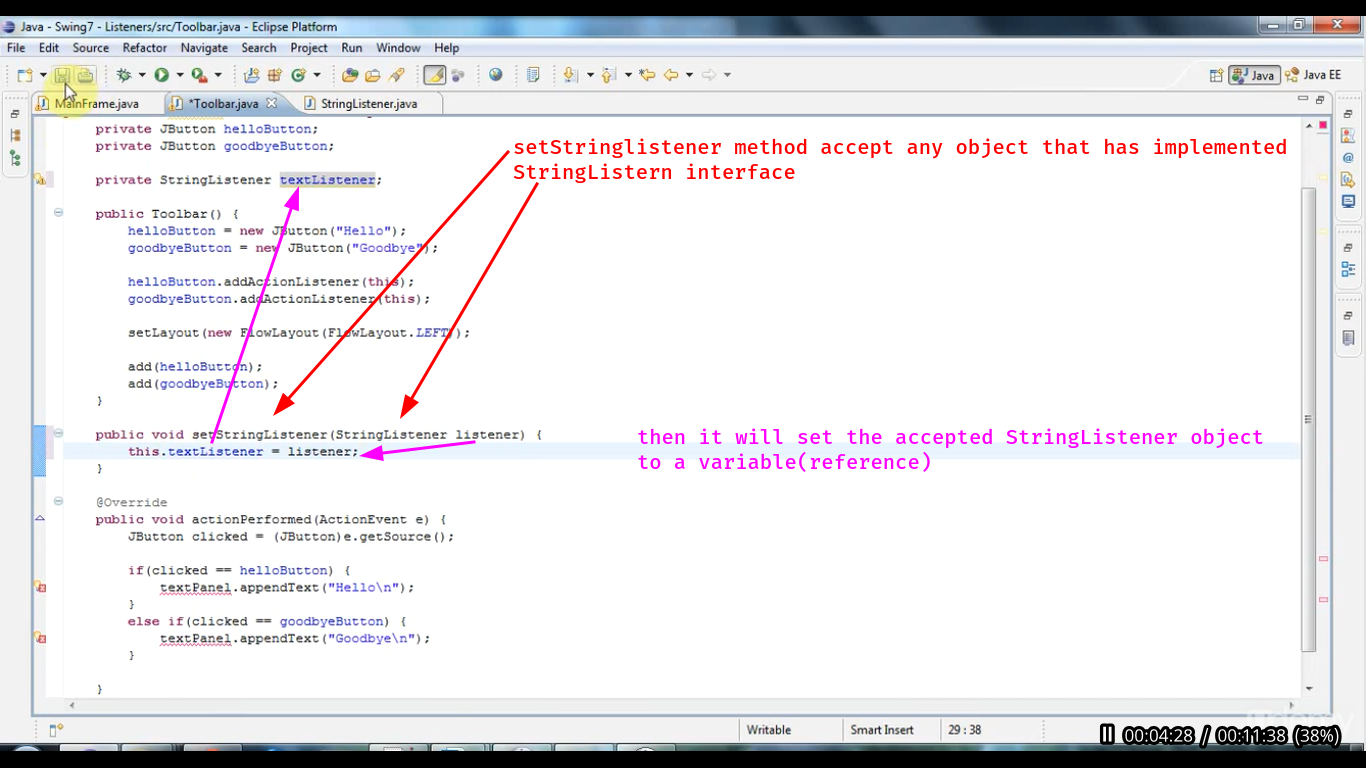 Java - Swing7 - Listeners/src/Toolbar.java - Eclipse Platform
File Edit Source Refactor Navigate Search Project Run Window Help
Java Java EE
MainFrame.java *Toolbar.java StringListener.java
private JButton helloButton;
private JButton goodbyeButton;
setStringlistener method accept any object that has implemented
StringListern interface
private StringListener textListener;
public Toolbar() {
helloButton = new JButton("Hello");
goodbyeButton = new JButton("Goodbye");
helloButton.addActionListener(this);
goodbyeButton.addActionListener(this);
setLayout(new FlowLayout(FlowLayout.LEFT));
add(helloButton);
add(goodbyeButton);
}
public void setStringListener(StringListener listener) {
this.textListener = listener;
}
then it will set the accepted StringListener object
to a variable(reference)
@Override
public void actionPerformed(ActionEvent e) {
JButton clicked = (JButton)e.getSource();
if(clicked == helloButton) {
textPanel.appendText("Hello\n");
}
else if(clicked == goodbyeButton) {
textPanel.appendText("Goodbye\n");
}
}
Writable Smart Insert 29 : 38
00:04:28 / 00:11:38 (38%)